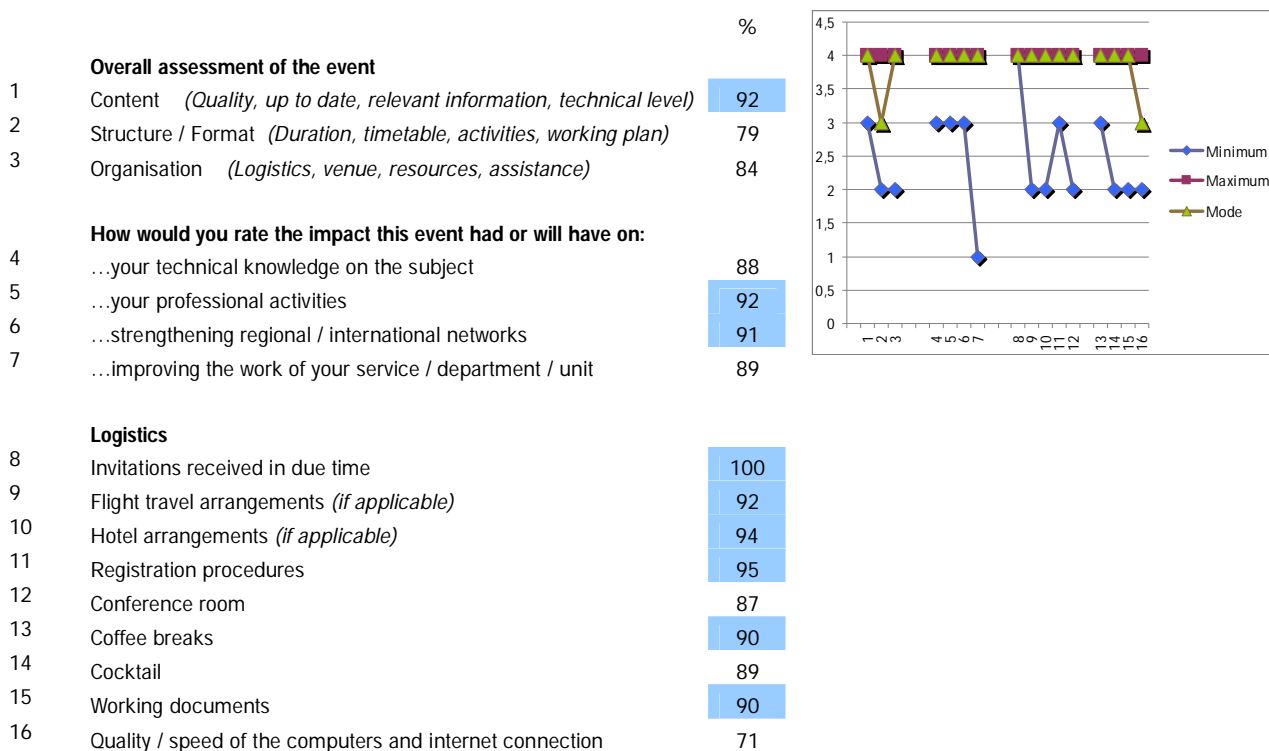 %
Overall assessment of the event
1 Content (Quality, up to date, relevant information, technical level) 92
2 Structure / Format (Duration, timetable, activities, working plan) 79
3 Organisation (Logistics, venue, resources, assistance) 84
How would you rate the impact this event had or will have on:
4 …your technical knowledge on the subject 88
5 …your professional activities 92
6 …strengthening regional / international networks 91
7 …improving the work of your service / department / unit 89
Logistics
8 Invitations received in due time 100
9 Flight travel arrangements (if applicable) 92
10 Hotel arrangements (if applicable) 94
11 Registration procedures 95
12 Conference room 87
13 Coffee breaks 90
14 Cocktail 89
15 Working documents 90
16 Quality / speed of the computers and internet connection 71
4,5
4
3,5
3
2,5
2
1,5
1
0,5
0
1 2 3 4 5 6 7 8 9 10 11 12 13 14 15 16
Minimum
Maximum
Mode